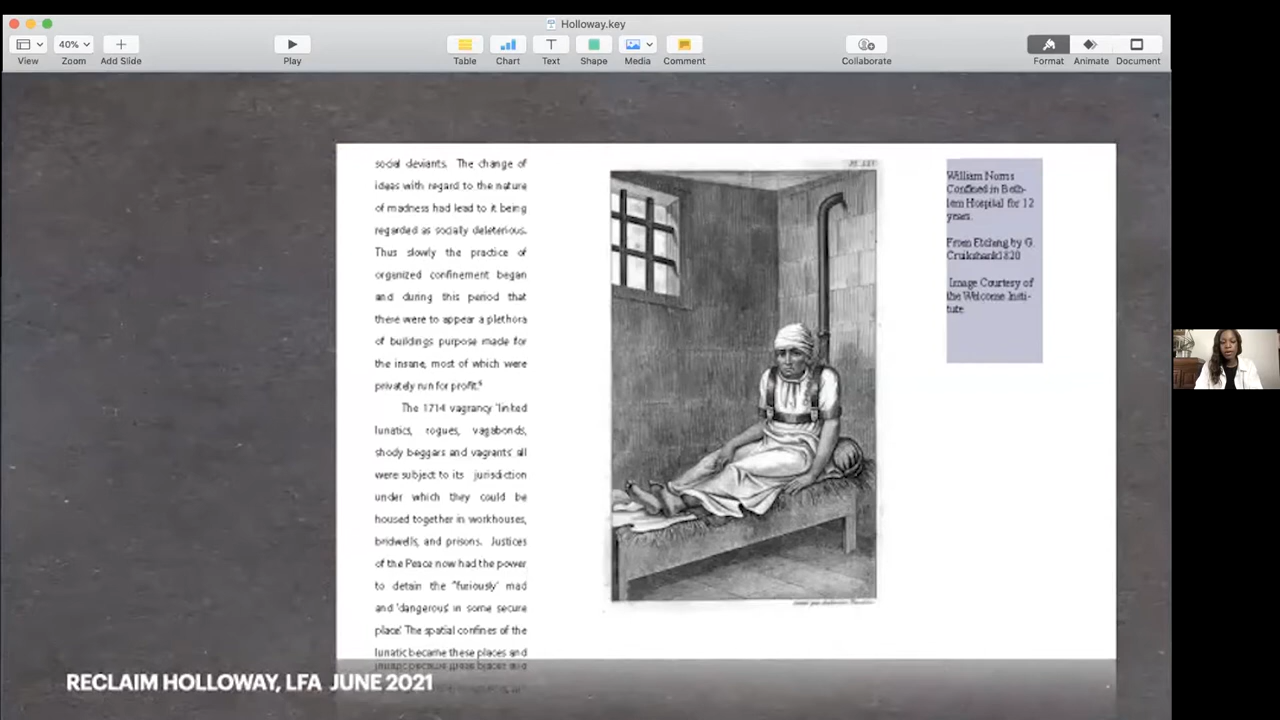 Holloway.key
40%
View
Zoom
Add Slide
Play
Table
Chart
Text
Shape
Media
Comment
Collaborate
Format
Animate
Document
social deviants. The change of
ideas with regard to the nature
of madness had lead to it being
regarded as socially deleterious.
Thus slowly the practice of
organized confinement began
and during this period that
there were to appear a plethora
of buildings purpose made for
the insane, most of which were
privately run for profit.⁶
The 1714 vagrancy 'linked
lunatics, rogues, vagabonds,
shody beggars and vagrants' all
were subject to its jurisdiction
under which they could be
housed together in workhouses,
bridwells, and prisons. Justices
of the Peace now had the power
to detain the "furiously' mad
and 'dangerous' in some secure
place'. The spatial confines of the
lunatic became these places and
William Norris
Confined in Beth-
lem Hospital for 12
years.
From Etching by G.
Cruikshank1820
Image Courtesy of
the Welcome Insti-
tute
RECLAIM HOLLOWAY, LFA JUNE 2021